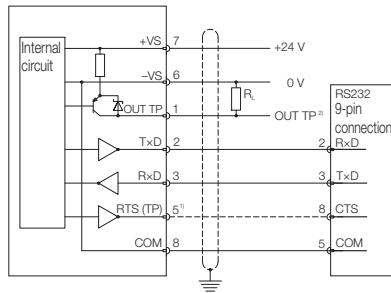 Internal
circuit
+VS 7 +24 V
–VS 6 0 V
RL
OUT TP 1 OUT TP 2)
RS232
9-pin
connection
TxD 2 2 RxD
RxD 3 3 TxD
RTS (TP) 5 1) 8 CTS
COM 8 5 COM